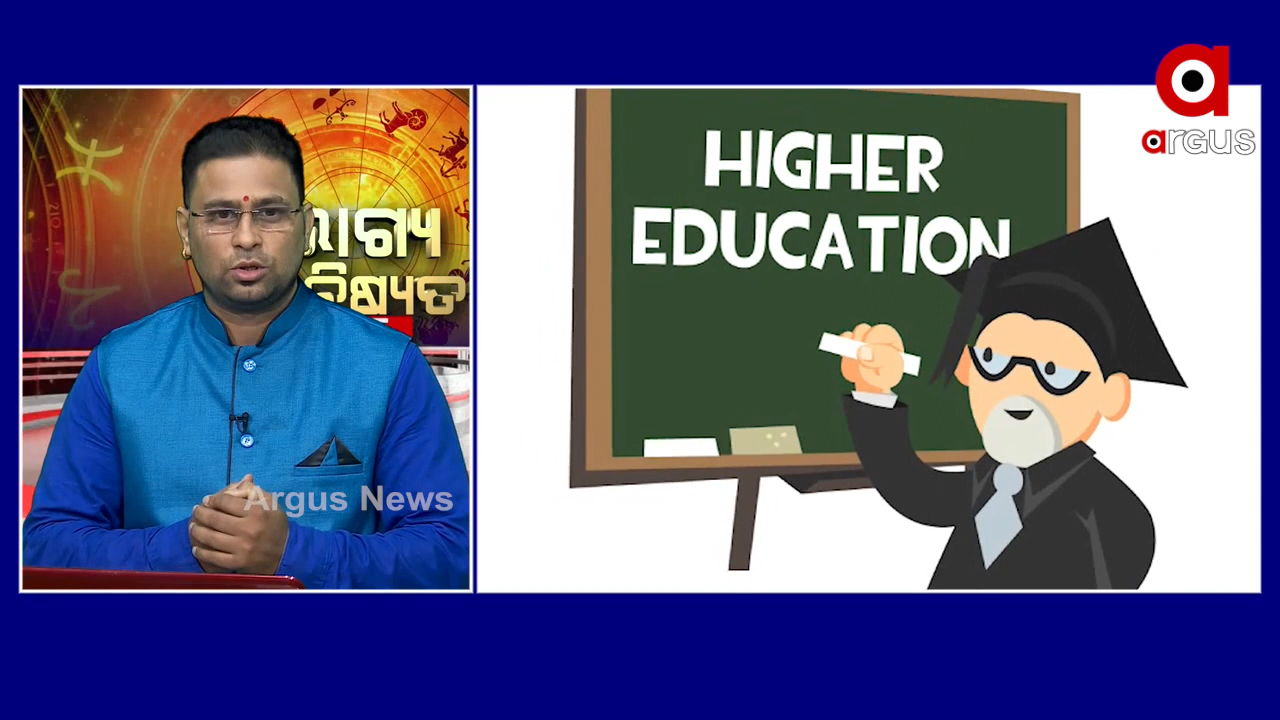 ଭାଗ୍ୟ
HIGHER
EDUCATION
Argus News
argus